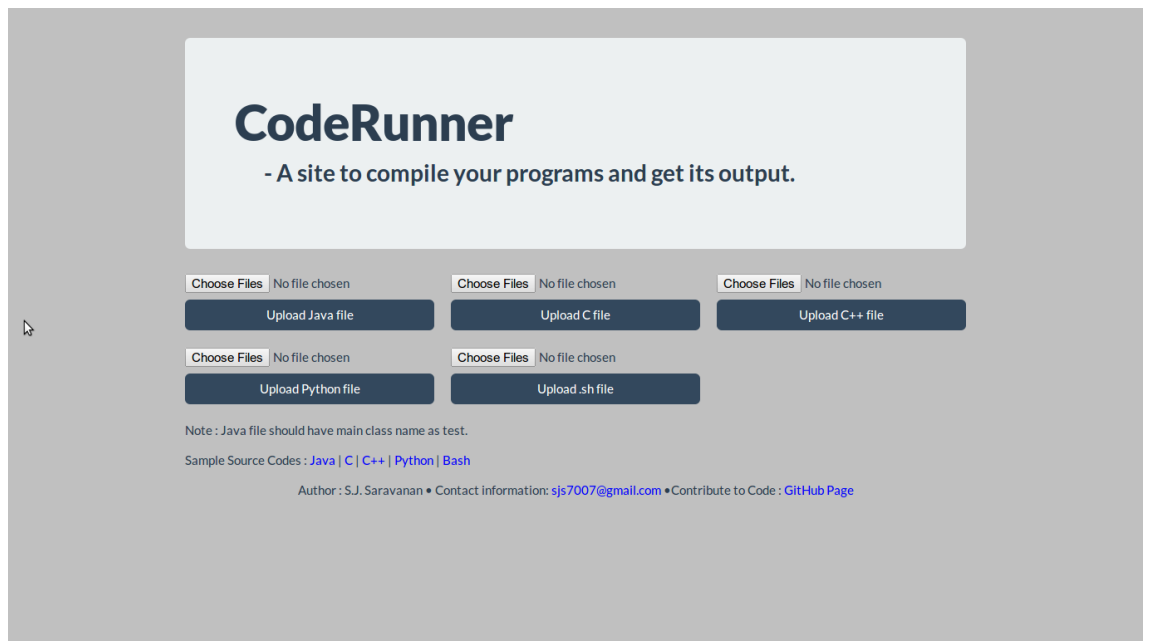 CodeRunner
- A site to compile your programs and get its output.
Choose Files No file chosen Choose Files No file chosen Choose Files No file chosen
Upload Java file Upload C file Upload C++ file
Choose Files No file chosen Choose Files No file chosen
Upload Python file Upload .sh file
Note : Java file should have main class name as test.
Sample Source Codes : Java | C | C++ | Python | Bash
Author : S.J. Saravanan • Contact information: sjs7007@gmail.com •Contribute to Code : GitHub Page